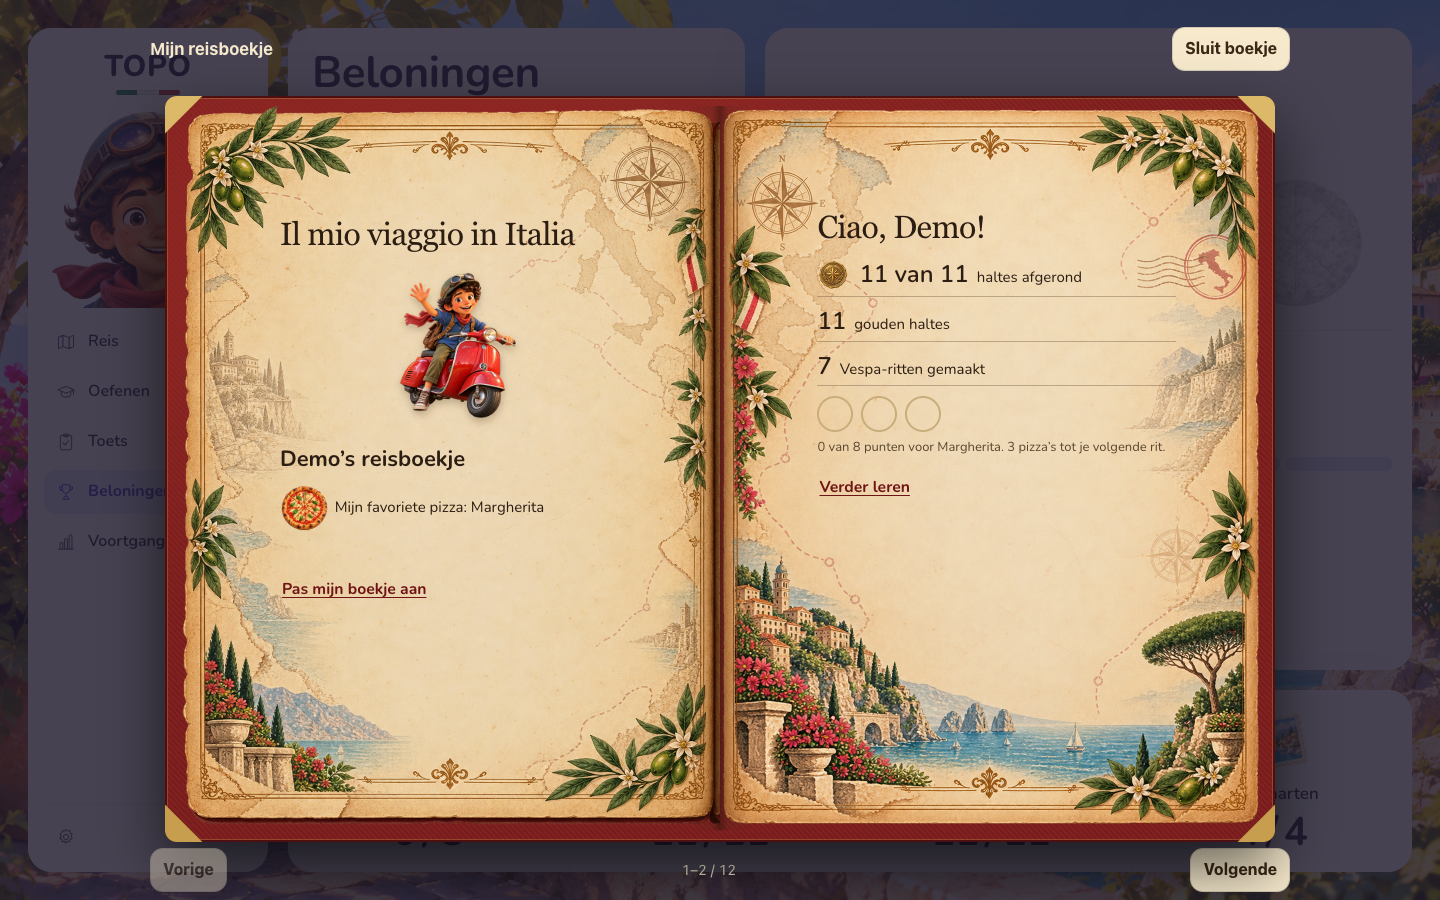 Mijn reisboekje
Sluit boekje
TOPO
Beloningen
Reis
Oefenen
Toets
Beloningen
Voortgang
Il mio viaggio in Italia
Demo's reisboekje
Mijn favoriete pizza: Margherita
Pas mijn boekje aan
Ciao, Demo!
11 van 11 haltes afgerond
11 gouden haltes
7 Vespa-ritten gemaakt
0 van 8 punten voor Margherita. 3 pizza's tot je volgende rit.
Verder leren
Vorige
1–2 / 12
Volgende